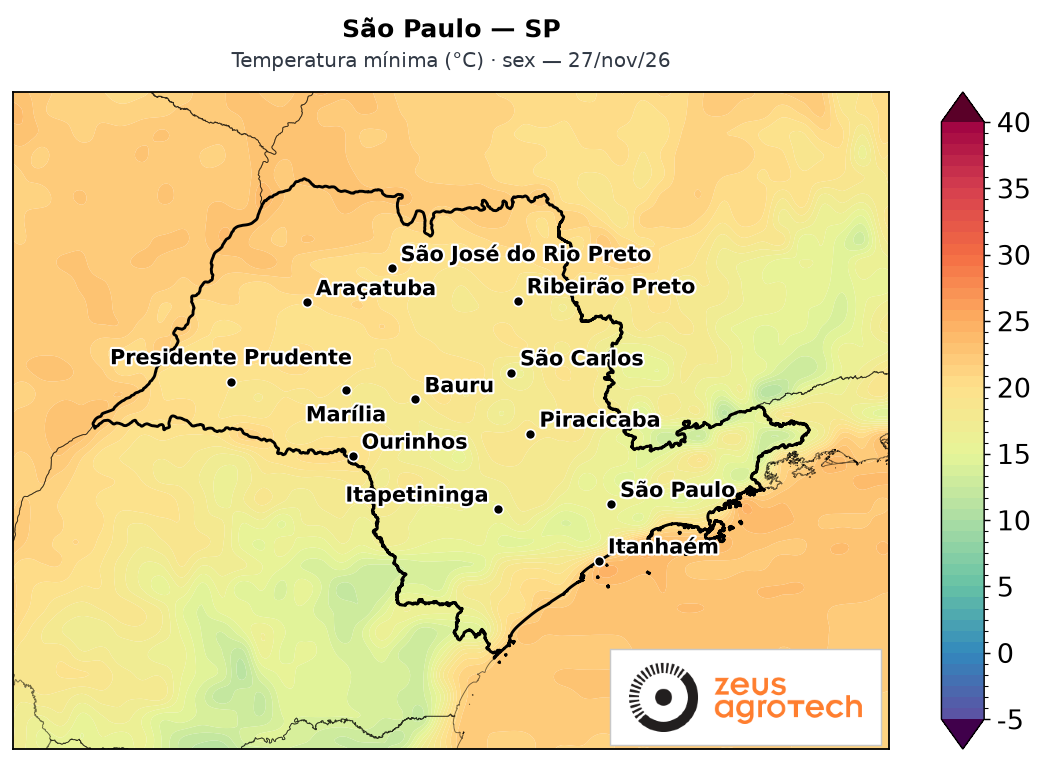 São Paulo — SP
Temperatura mínima (°C) · sex — 27/nov/26
São José do Rio Preto
Araçatuba
Ribeirão Preto
Presidente Prudente
São Carlos
Bauru
Marília
Piracicaba
Ourinhos
Itapetininga
São Paulo
Itanhaém
40
35
30
25
20
15
10
5
0
-5
zeus
agrotech